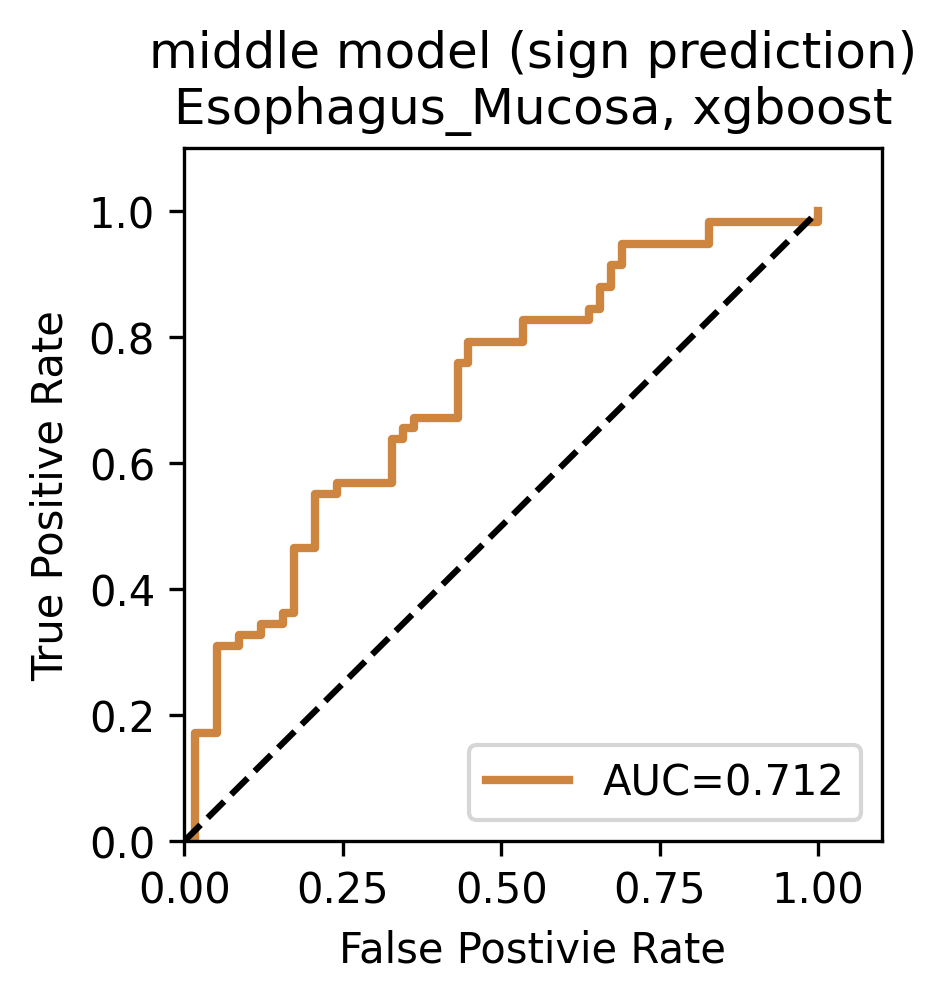 middle model (sign prediction)
Esophagus_Mucosa, xgboost
True Positive Rate
1.0
0.8
0.6
0.4
0.2
0.0
AUC=0.712
0.00 0.25 0.50 0.75 1.00
False Postivie Rate